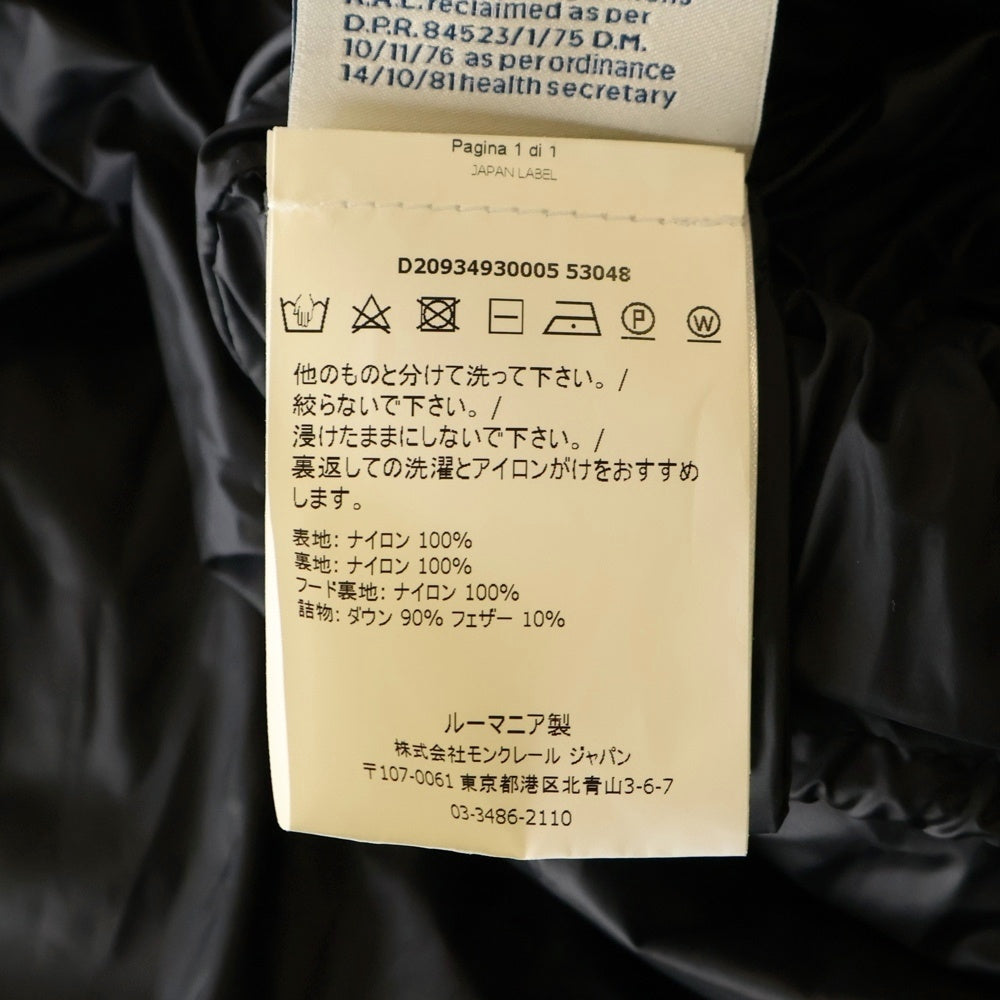 R.A.L. reclaimed as per
D.P.R. 84523/1/75 D.M.
10/11/76 as per ordinance
14/10/81 health secretary
Pagina 1 di 1
JAPAN LABEL
D20934930005 53048
P W
他のものと分けて洗って下さい。/
絞らないで下さい。/
浸けたままにしないで下さい。/
裏返しての洗濯とアイロンがけをおすすめ
します。
表地: ナイロン 100%
裏地: ナイロン 100%
フード裏地: ナイロン 100%
詰物: ダウン 90% フェザー 10%
ルーマニア製
株式会社モンクレール ジャパン
〒107-0061 東京都港区北青山3-6-7
03-3486-2110